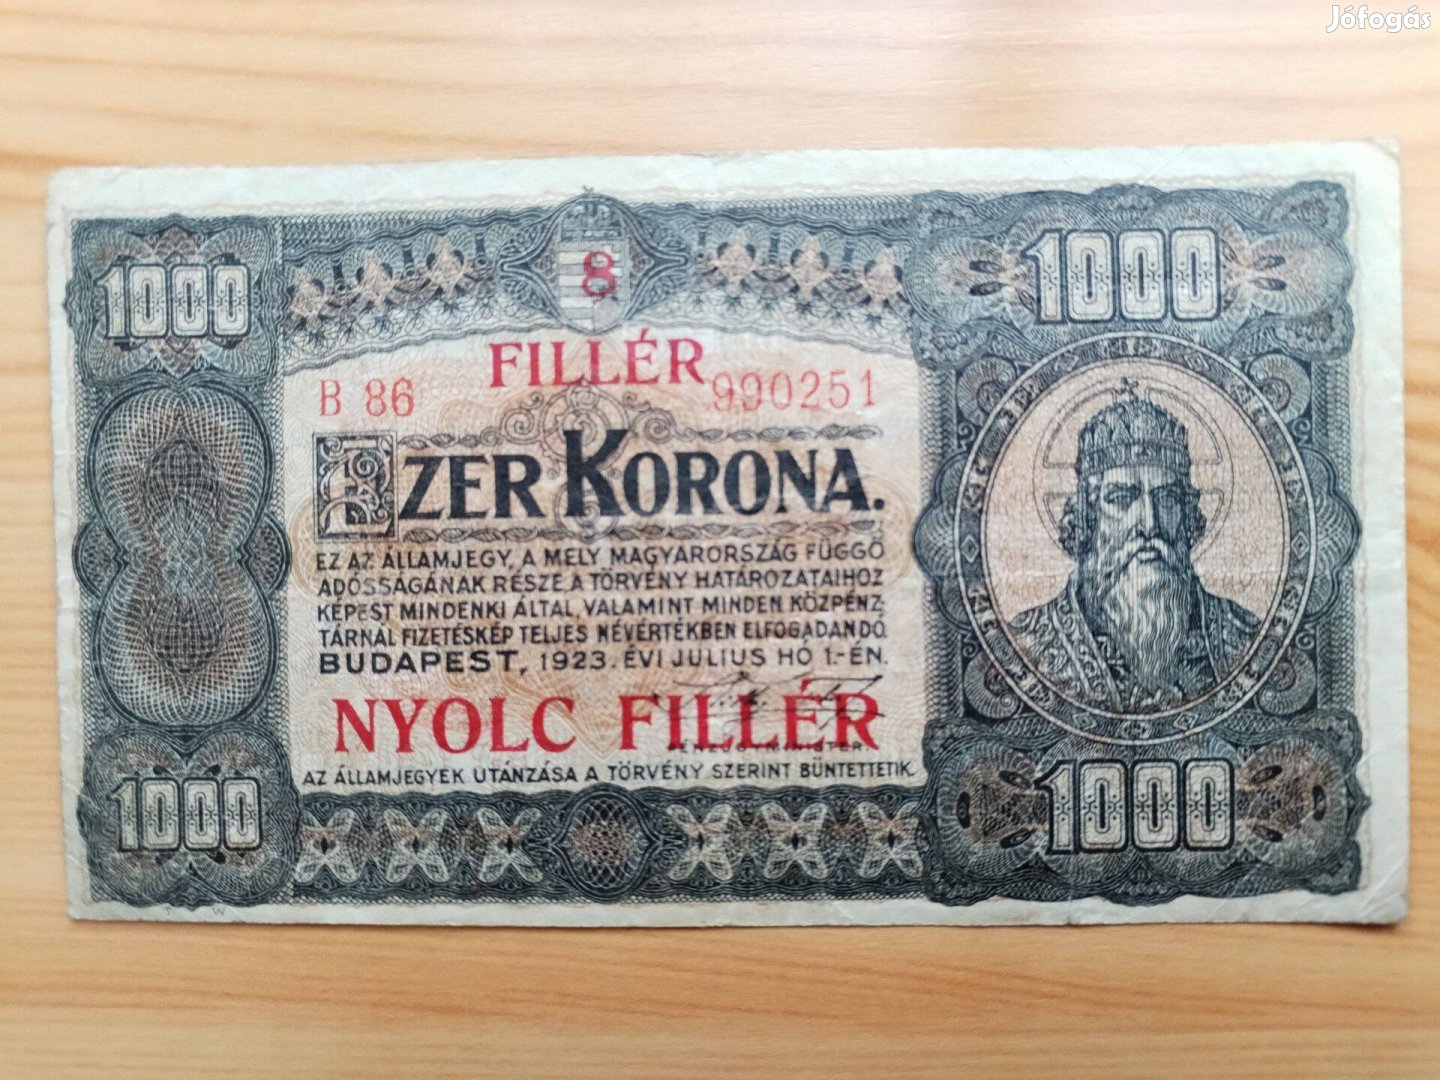 Jófogás
1000 8 1000
FILLÉR
B 86 990251
EZER KORONA.
EZ AZ ÁLLAMJEGY, A MELY MAGYARORSZÁG FÜGGŐ
ADÓSSÁGÁNAK RÉSZE, A TÖRVÉNY HATÁROZATAIHOZ
KÉPEST MINDENKI ÁLTAL, VALAMINT MINDEN KÖZPÉNZ-
TÁRNÁL FIZETÉSKÉP TELJES NÉVÉRTÉKBEN ELFOGADANDÓ.
BUDAPEST, 1923. ÉVI JULIUS HÓ 1.-ÉN.
NYOLC FILLÉR
PÉNZÜGYMINISTER.
AZ ÁLLAMJEGYEK UTÁNZÁSA A TÖRVÉNY SZERINT BÜNTETTETIK.
1000 1000